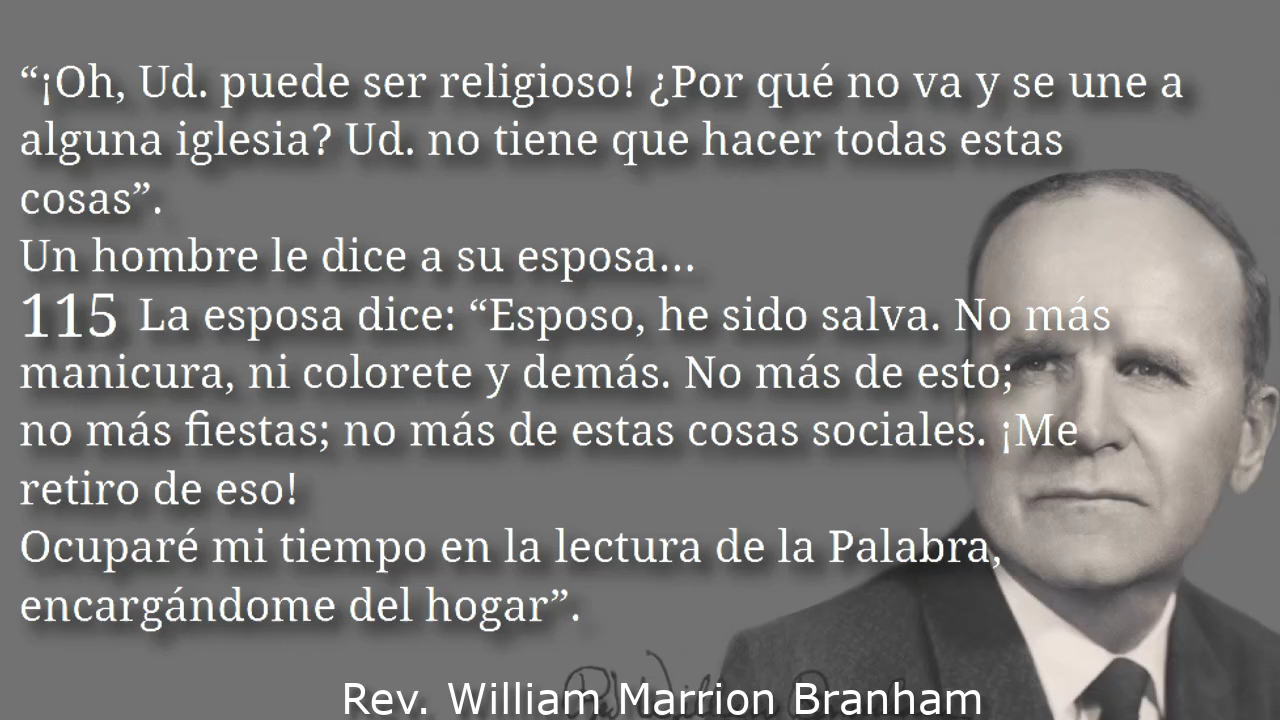 “¡Oh, Ud. puede ser religioso! ¿Por qué no va y se une a
alguna iglesia? Ud. no tiene que hacer todas estas
cosas”.
Un hombre le dice a su esposa...
115 La esposa dice: “Esposo, he sido salva. No más
manicura, ni colorete y demás. No más de esto;
no más fiestas; no más de estas cosas sociales. ¡Me
retiro de eso!
Ocuparé mi tiempo en la lectura de la Palabra,
encargándome del hogar”.
Rev. William Marrion Branham